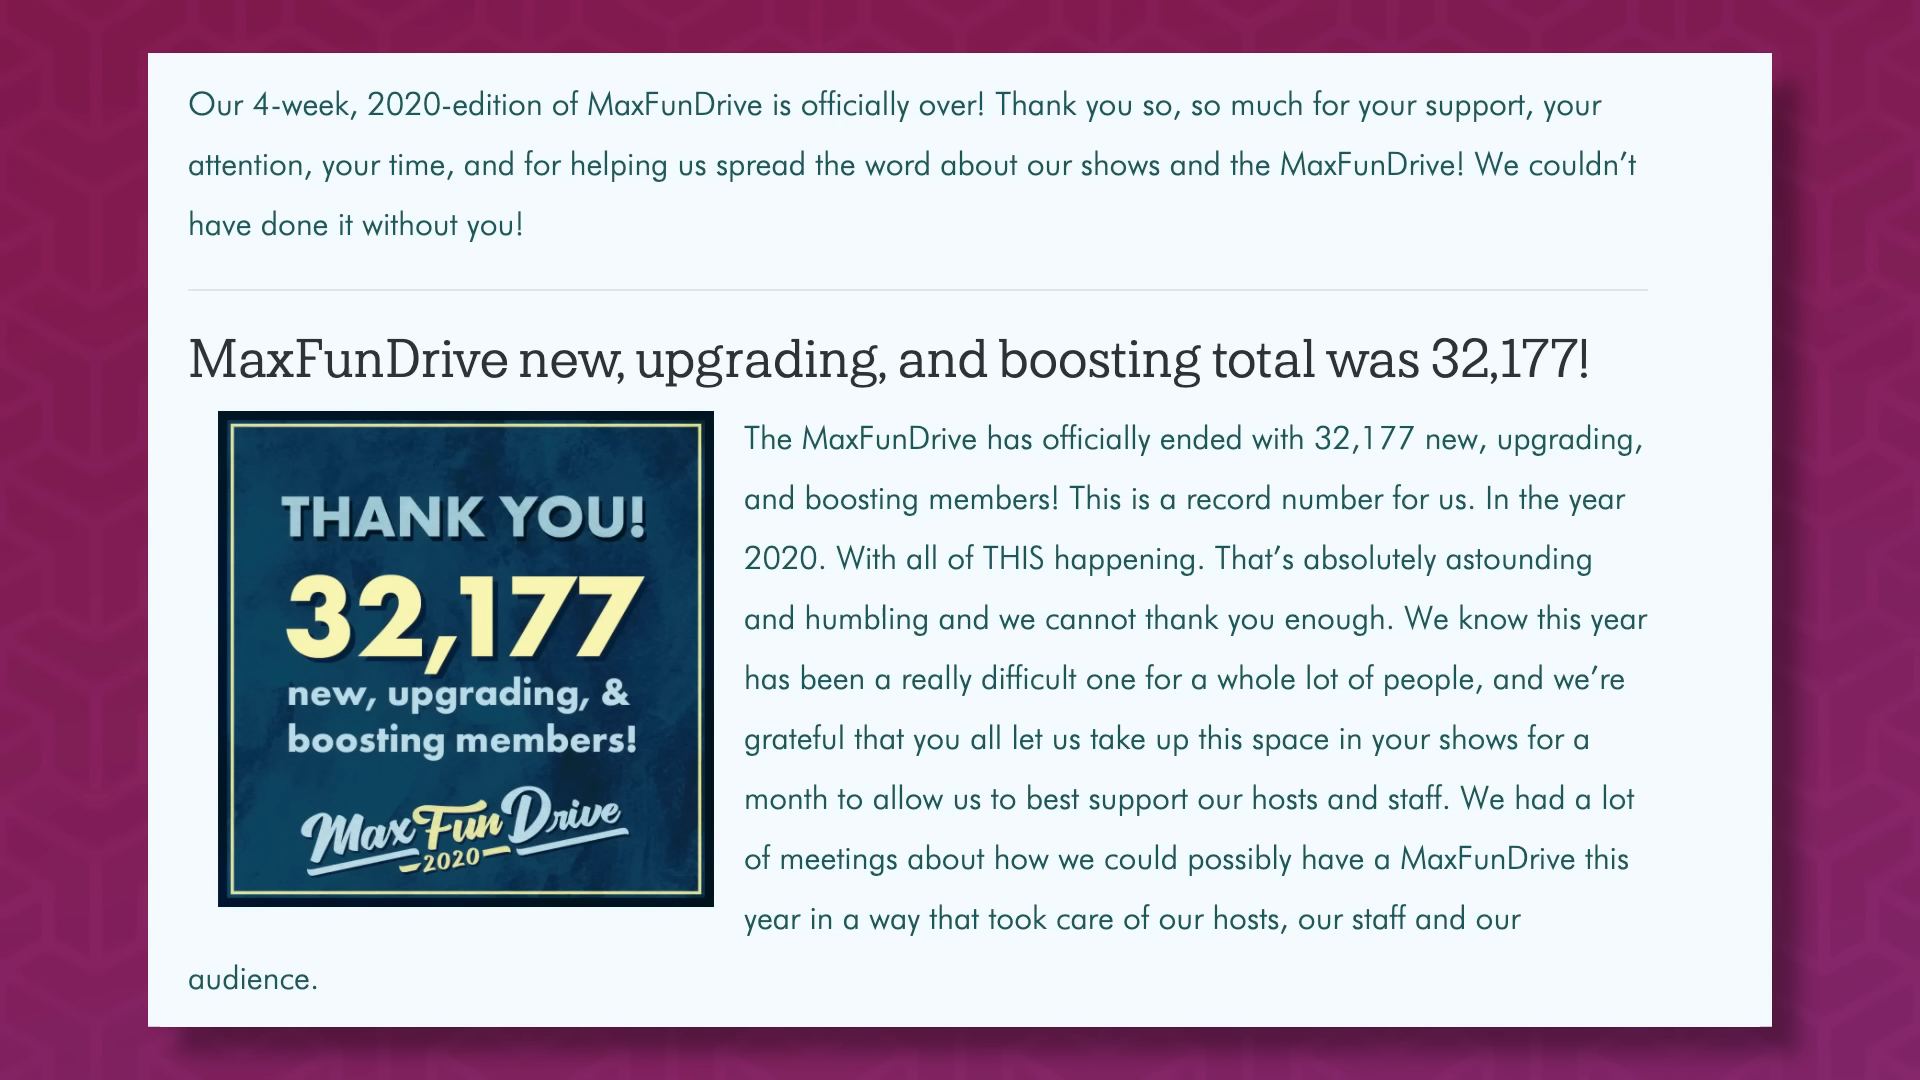 Our 4-week, 2020-edition of MaxFunDrive is officially over! Thank you so, so much for your support, your
attention, your time, and for helping us spread the word about our shows and the MaxFunDrive! We couldn’t
have done it without you!
MaxFunDrive new, upgrading, and boosting total was 32,177!
THANK YOU!
32,177
new, upgrading, &
boosting members!
MaxFunDrive
2020
The MaxFunDrive has officially ended with 32,177 new, upgrading,
and boosting members! This is a record number for us. In the year
2020. With all of THIS happening. That’s absolutely astounding
and humbling and we cannot thank you enough. We know this year
has been a really difficult one for a whole lot of people, and we’re
grateful that you all let us take up this space in your shows for a
month to allow us to best support our hosts and staff. We had a lot
of meetings about how we could possibly have a MaxFunDrive this
year in a way that took care of our hosts, our staff and our
audience.